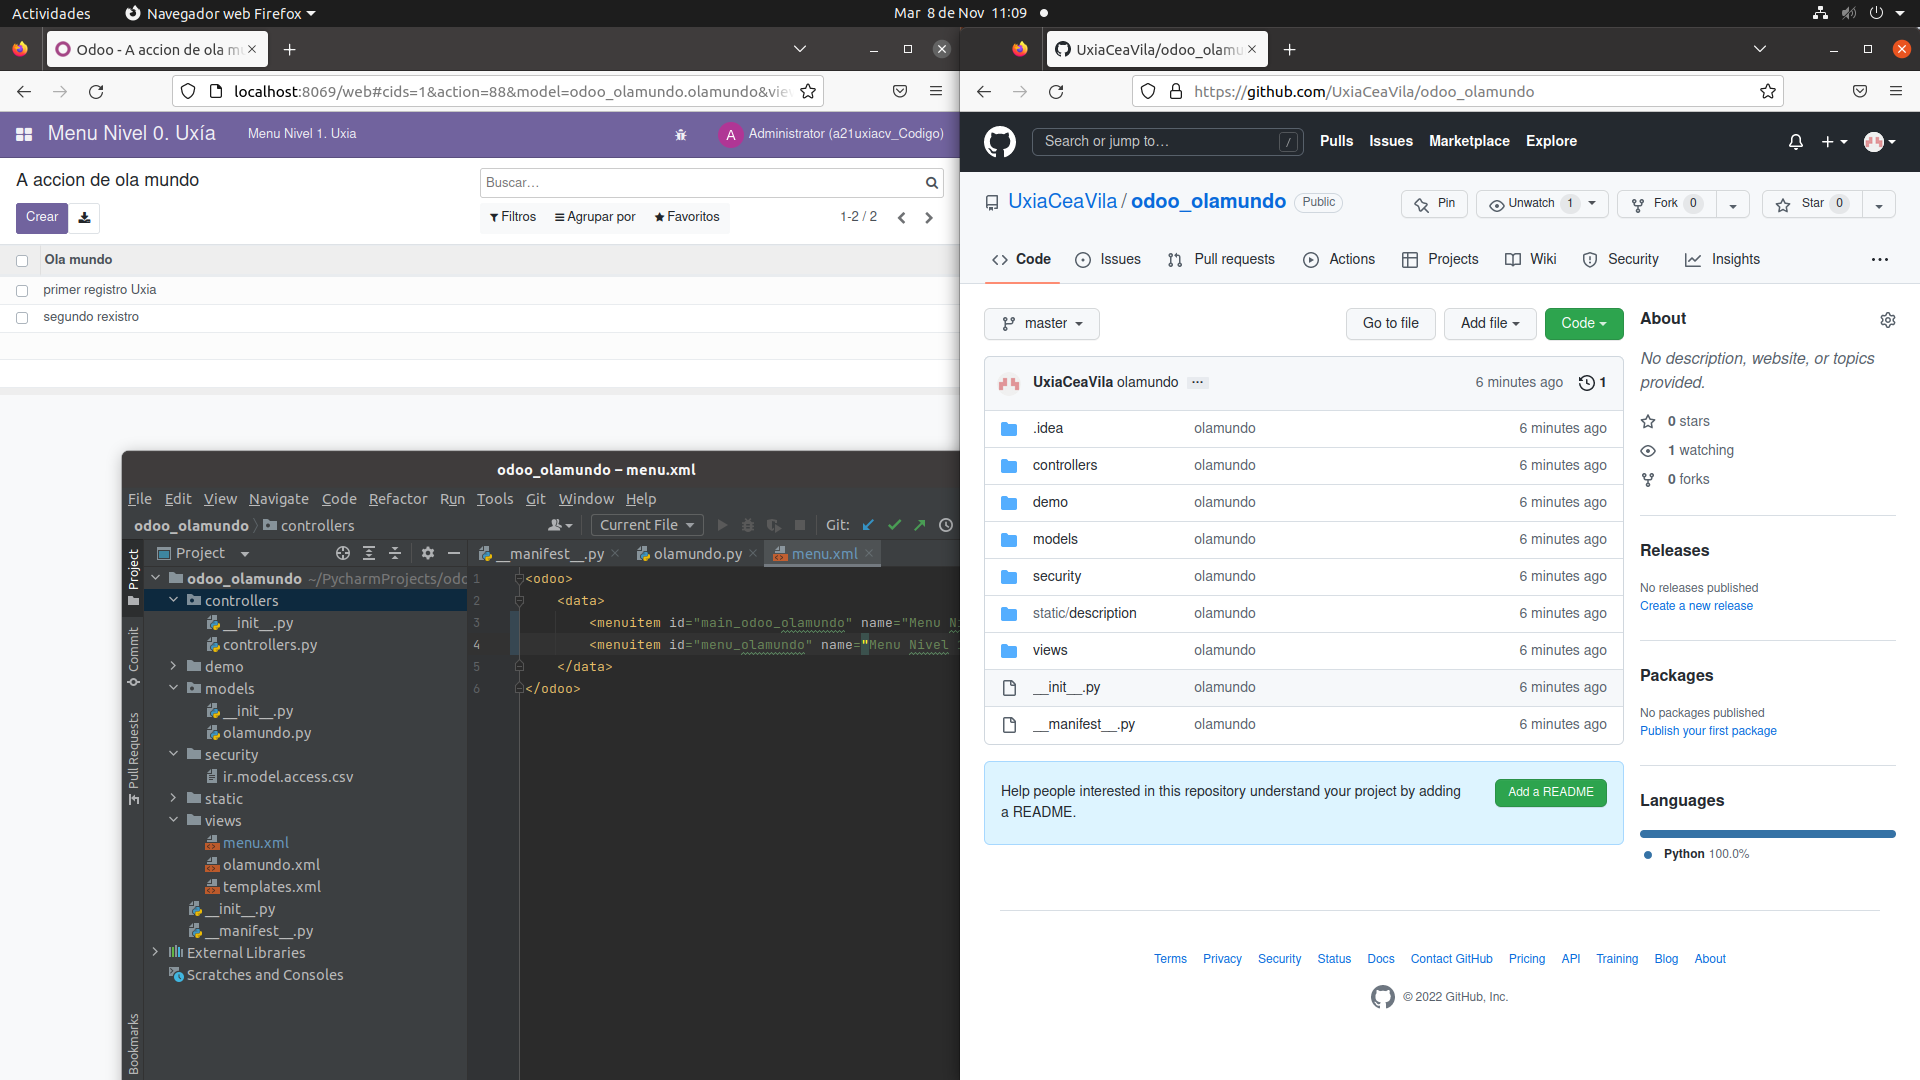 Actividades
Navegador web Firefox
Mar 8 de Nov 11:09
Odoo - A accion de ola mu
localhost:8069/web#cids=1&action=88&model=odoo_olamundo.olamundo&view
Menu Nivel 0. Uxía
Menu Nivel 1. Uxia
A
Administrator (a21uxiacv_Codigo)
A accion de ola mundo
Buscar...
Crear
Filtros
Agrupar por
Favoritos
1-2 / 2
Ola mundo
primer registro Uxia
segundo rexistro
odoo_olamundo – menu.xml
File Edit View Navigate Code Refactor Run Tools Git Window Help
odoo_olamundo
controllers
Current File
Git:
Project
__manifest__.py
olamundo.py
menu.xml
Project
Commit
Pull Requests
Bookmarks
odoo_olamundo ~/PycharmProjects/odo
controllers
__init__.py
controllers.py
demo
models
__init__.py
olamundo.py
security
ir.model.access.csv
static
views
menu.xml
olamundo.xml
templates.xml
__init__.py
__manifest__.py
External Libraries
Scratches and Consoles
1 <odoo>
2 <data>
3 <menuitem id="main_odoo_olamundo" name="Menu Ni
4 <menuitem id="menu_olamundo" name="Menu Nivel
5 </data>
6 </odoo>
UxiaCeaVila/odoo_olamu
https://github.com/UxiaCeaVila/odoo_olamundo
Search or jump to...
/
Pulls
Issues
Marketplace
Explore
UxiaCeaVila / odoo_olamundo
Public
Pin
Unwatch 1
Fork 0
Star 0
Code
Issues
Pull requests
Actions
Projects
Wiki
Security
Insights
master
Go to file
Add file
Code
UxiaCeaVila olamundo ...
6 minutes ago
1
.idea olamundo 6 minutes ago
controllers olamundo 6 minutes ago
demo olamundo 6 minutes ago
models olamundo 6 minutes ago
security olamundo 6 minutes ago
static/description olamundo 6 minutes ago
views olamundo 6 minutes ago
__init__.py olamundo 6 minutes ago
__manifest__.py olamundo 6 minutes ago
Help people interested in this repository understand your project by adding
a README.
Add a README
About
No description, website, or topics
provided.
0 stars
1 watching
0 forks
Releases
No releases published
Create a new release
Packages
No packages published
Publish your first package
Languages
Python 100.0%
Terms Privacy Security Status Docs Contact GitHub Pricing API Training Blog About
© 2022 GitHub, Inc.